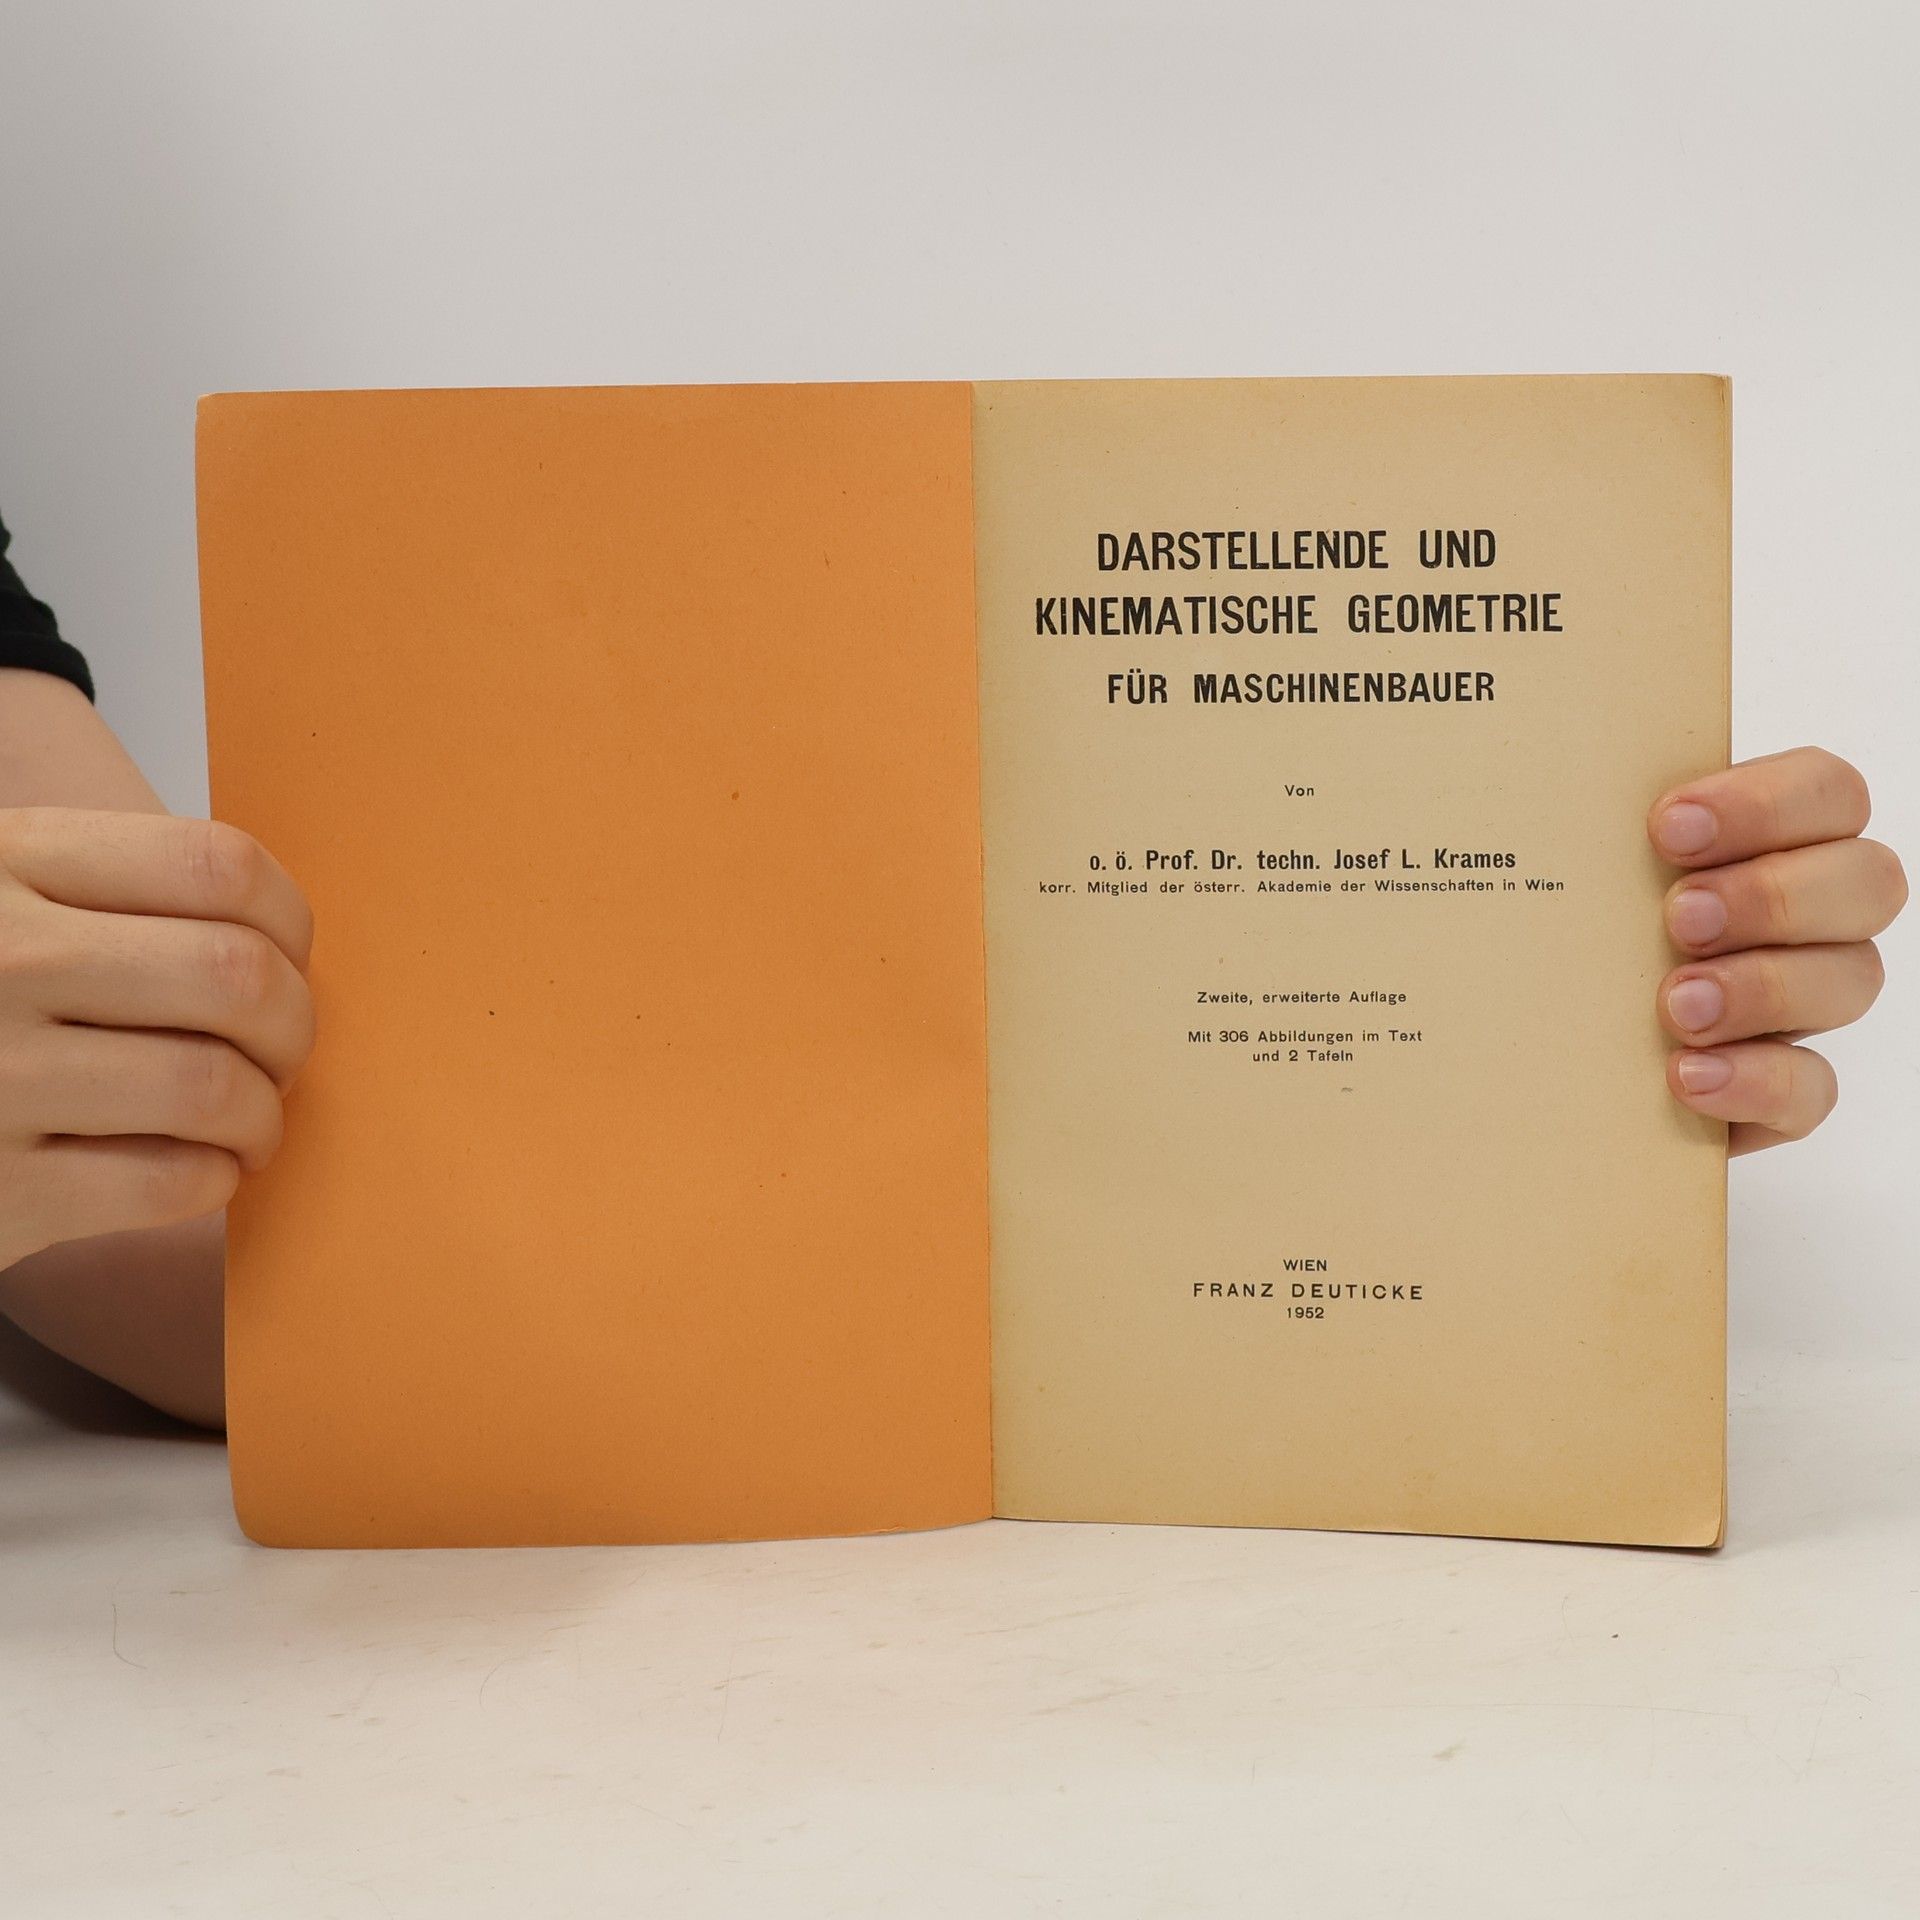 DARSTELLENDE UND
KINEMATISCHE GEOMETRIE
FÜR MASCHINENBAUER
Von
o. ö. Prof. Dr. techn. Josef L. Krames
korr. Mitglied der österr. Akademie der Wissenschaften in Wien
Zweite, erweiterte Auflage
Mit 306 Abbildungen im Text
und 2 Tafeln
WIEN
FRANZ DEUTICKE
1952